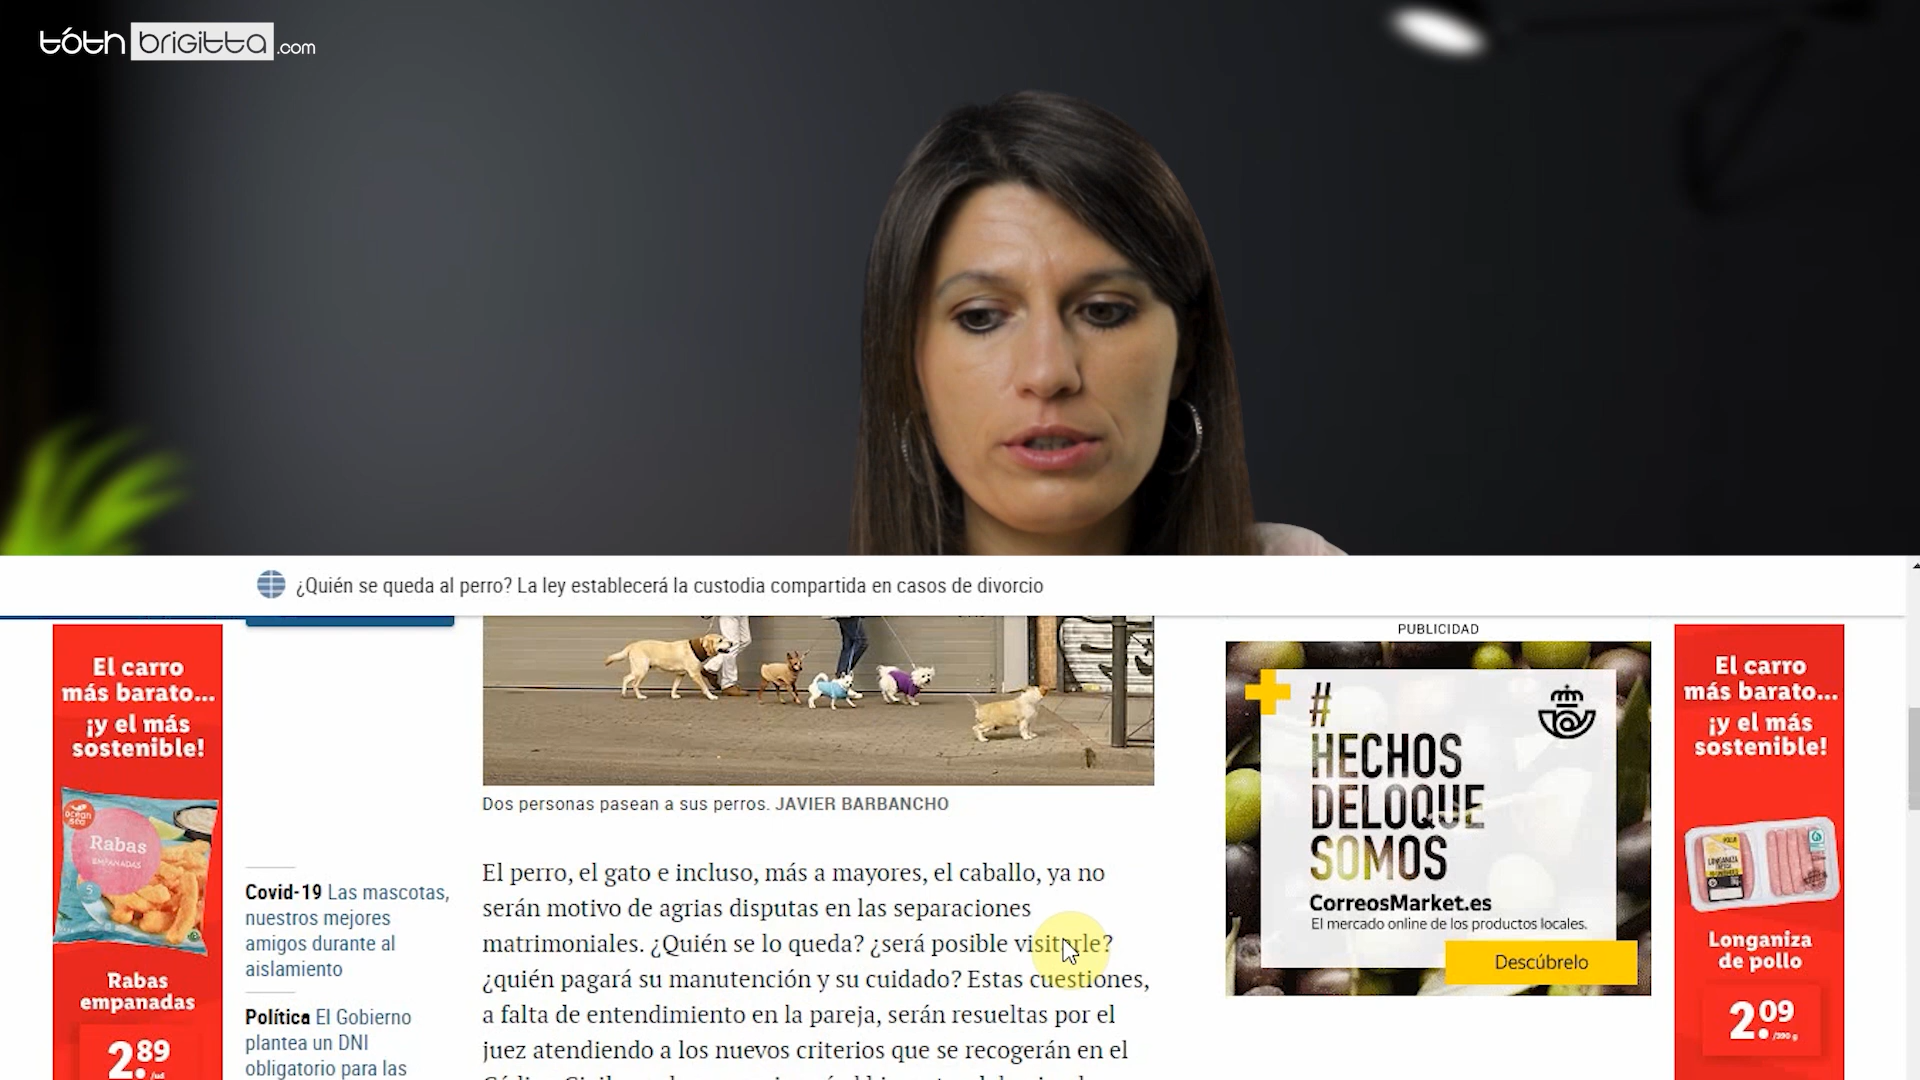 tóth brigitta .com
¿Quién se queda al perro? La ley establecerá la custodia compartida en casos de divorcio
El carro
más barato...
¡y el más
sostenible!
ocean sea
Rabas
EMPANADAS
Rabas
empanadas
2.89
/ud
Covid-19 Las mascotas,
nuestros mejores
amigos durante al
aislamiento
Política El Gobierno
plantea un DNI
obligatorio para las
Dos personas pasean a sus perros. JAVIER BARBANCHO
El perro, el gato e incluso, más a mayores, el caballo, ya no
serán motivo de agrias disputas en las separaciones
matrimoniales. ¿Quién se lo queda? ¿será posible visitarle?
¿quién pagará su manutención y su cuidado? Estas cuestiones,
a falta de entendimiento en la pareja, serán resueltas por el
juez atendiendo a los nuevos criterios que se recogerán en el
PUBLICIDAD
#
HECHOS
DELOQUE
SOMOS
CorreosMarket.es
El mercado online de los productos locales.
Descúbrelo
El carro
más barato...
¡y el más
sostenible!
LONGANIZA
Longaniza
de pollo
2.09